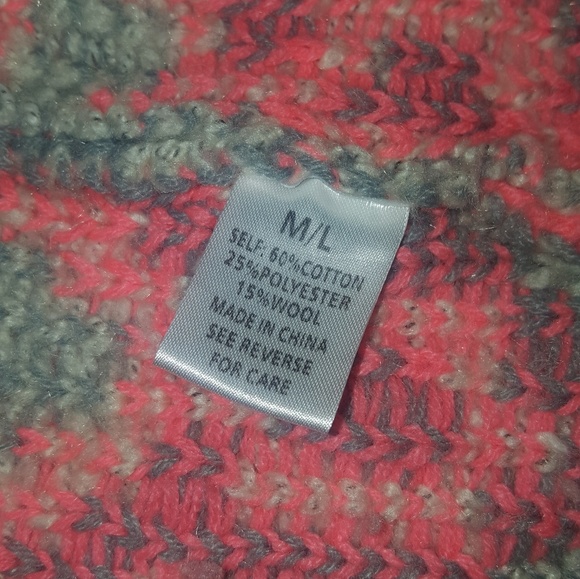 M/L
SELF: 60%COTTON
25%POLYESTER
15%WOOL
MADE IN CHINA
SEE REVERSE
FOR CARE